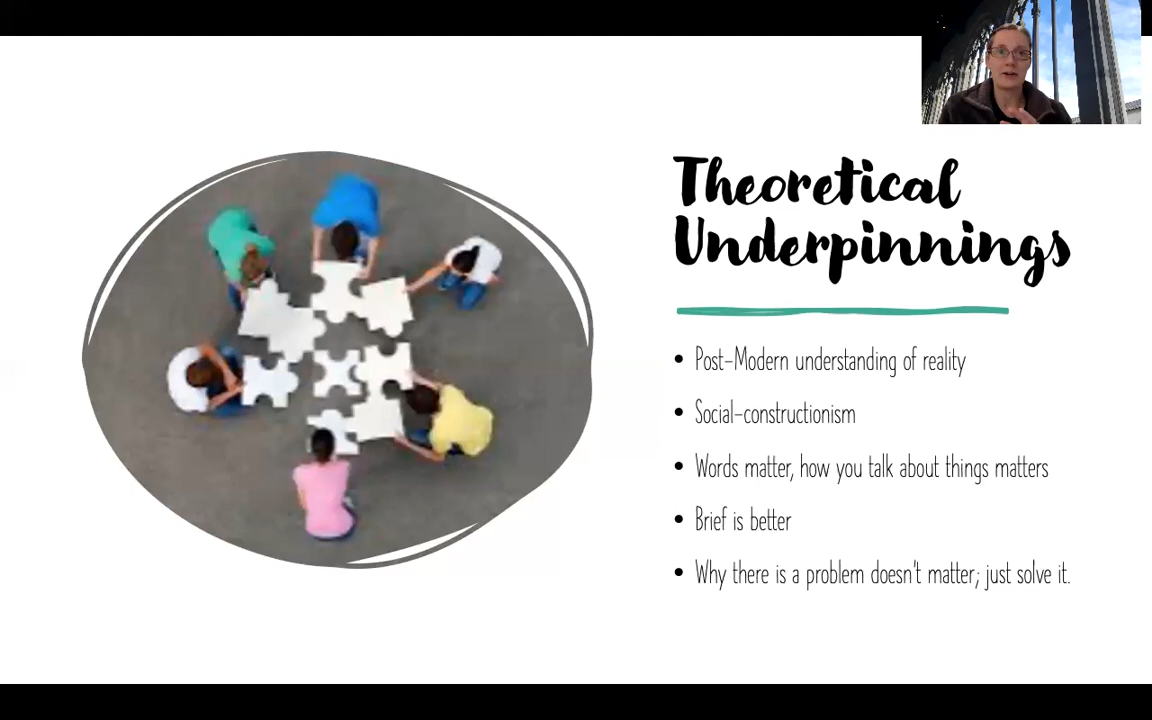 Theoretical
Underpinnings
• Post-Modern understanding of reality
• Social-constructionism
• Words matter, how you talk about things matters
• Brief is better
• Why there is a problem doesn't matter; just solve it.